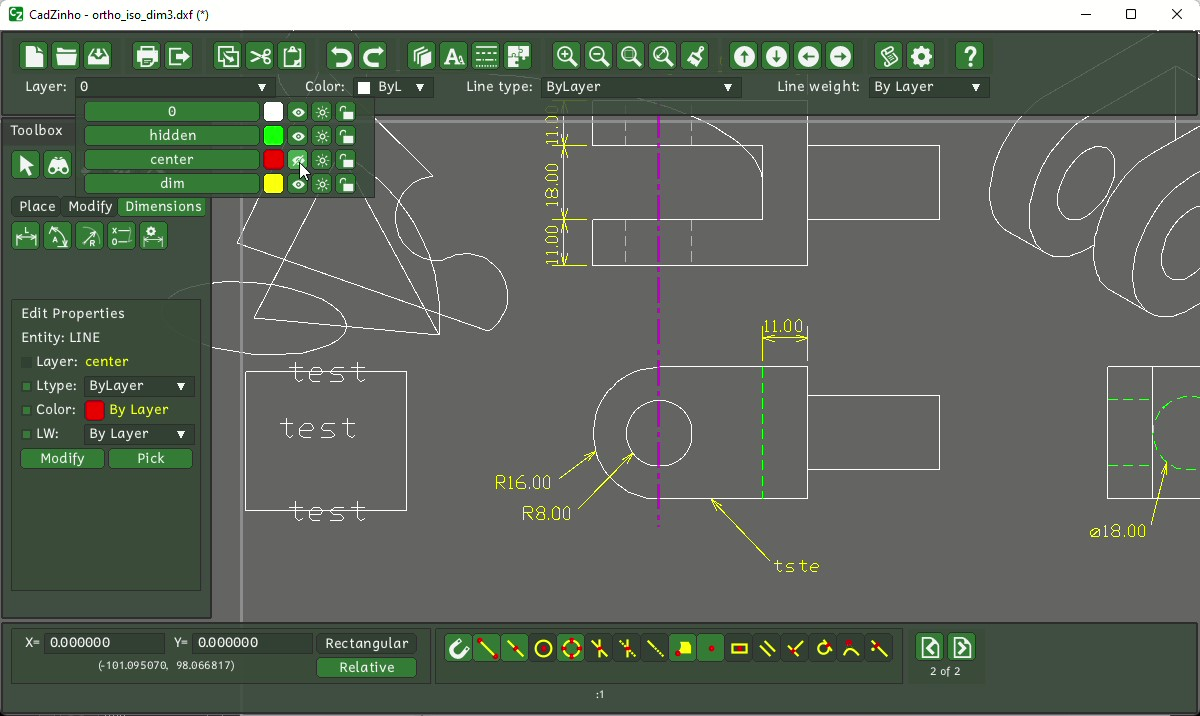 CadZinho - ortho_iso_dim3.dxf (*)
Layer: 0 Color: ByL Line type: ByLayer Line weight: By Layer
0
hidden
center
dim
Toolbox
Place Modify Dimensions
Edit Properties
Entity: LINE
Layer: center
Ltype: ByLayer
Color: By Layer
LW: By Layer
Modify Pick
11.00
18.00
11.00
11.00
test
test
test
R16.00
R8.00
tste
⌀18.00
X= 0.000000 Y= 0.000000 Rectangular
(-101.095070, 98.066817) Relative
2 of 2
:1